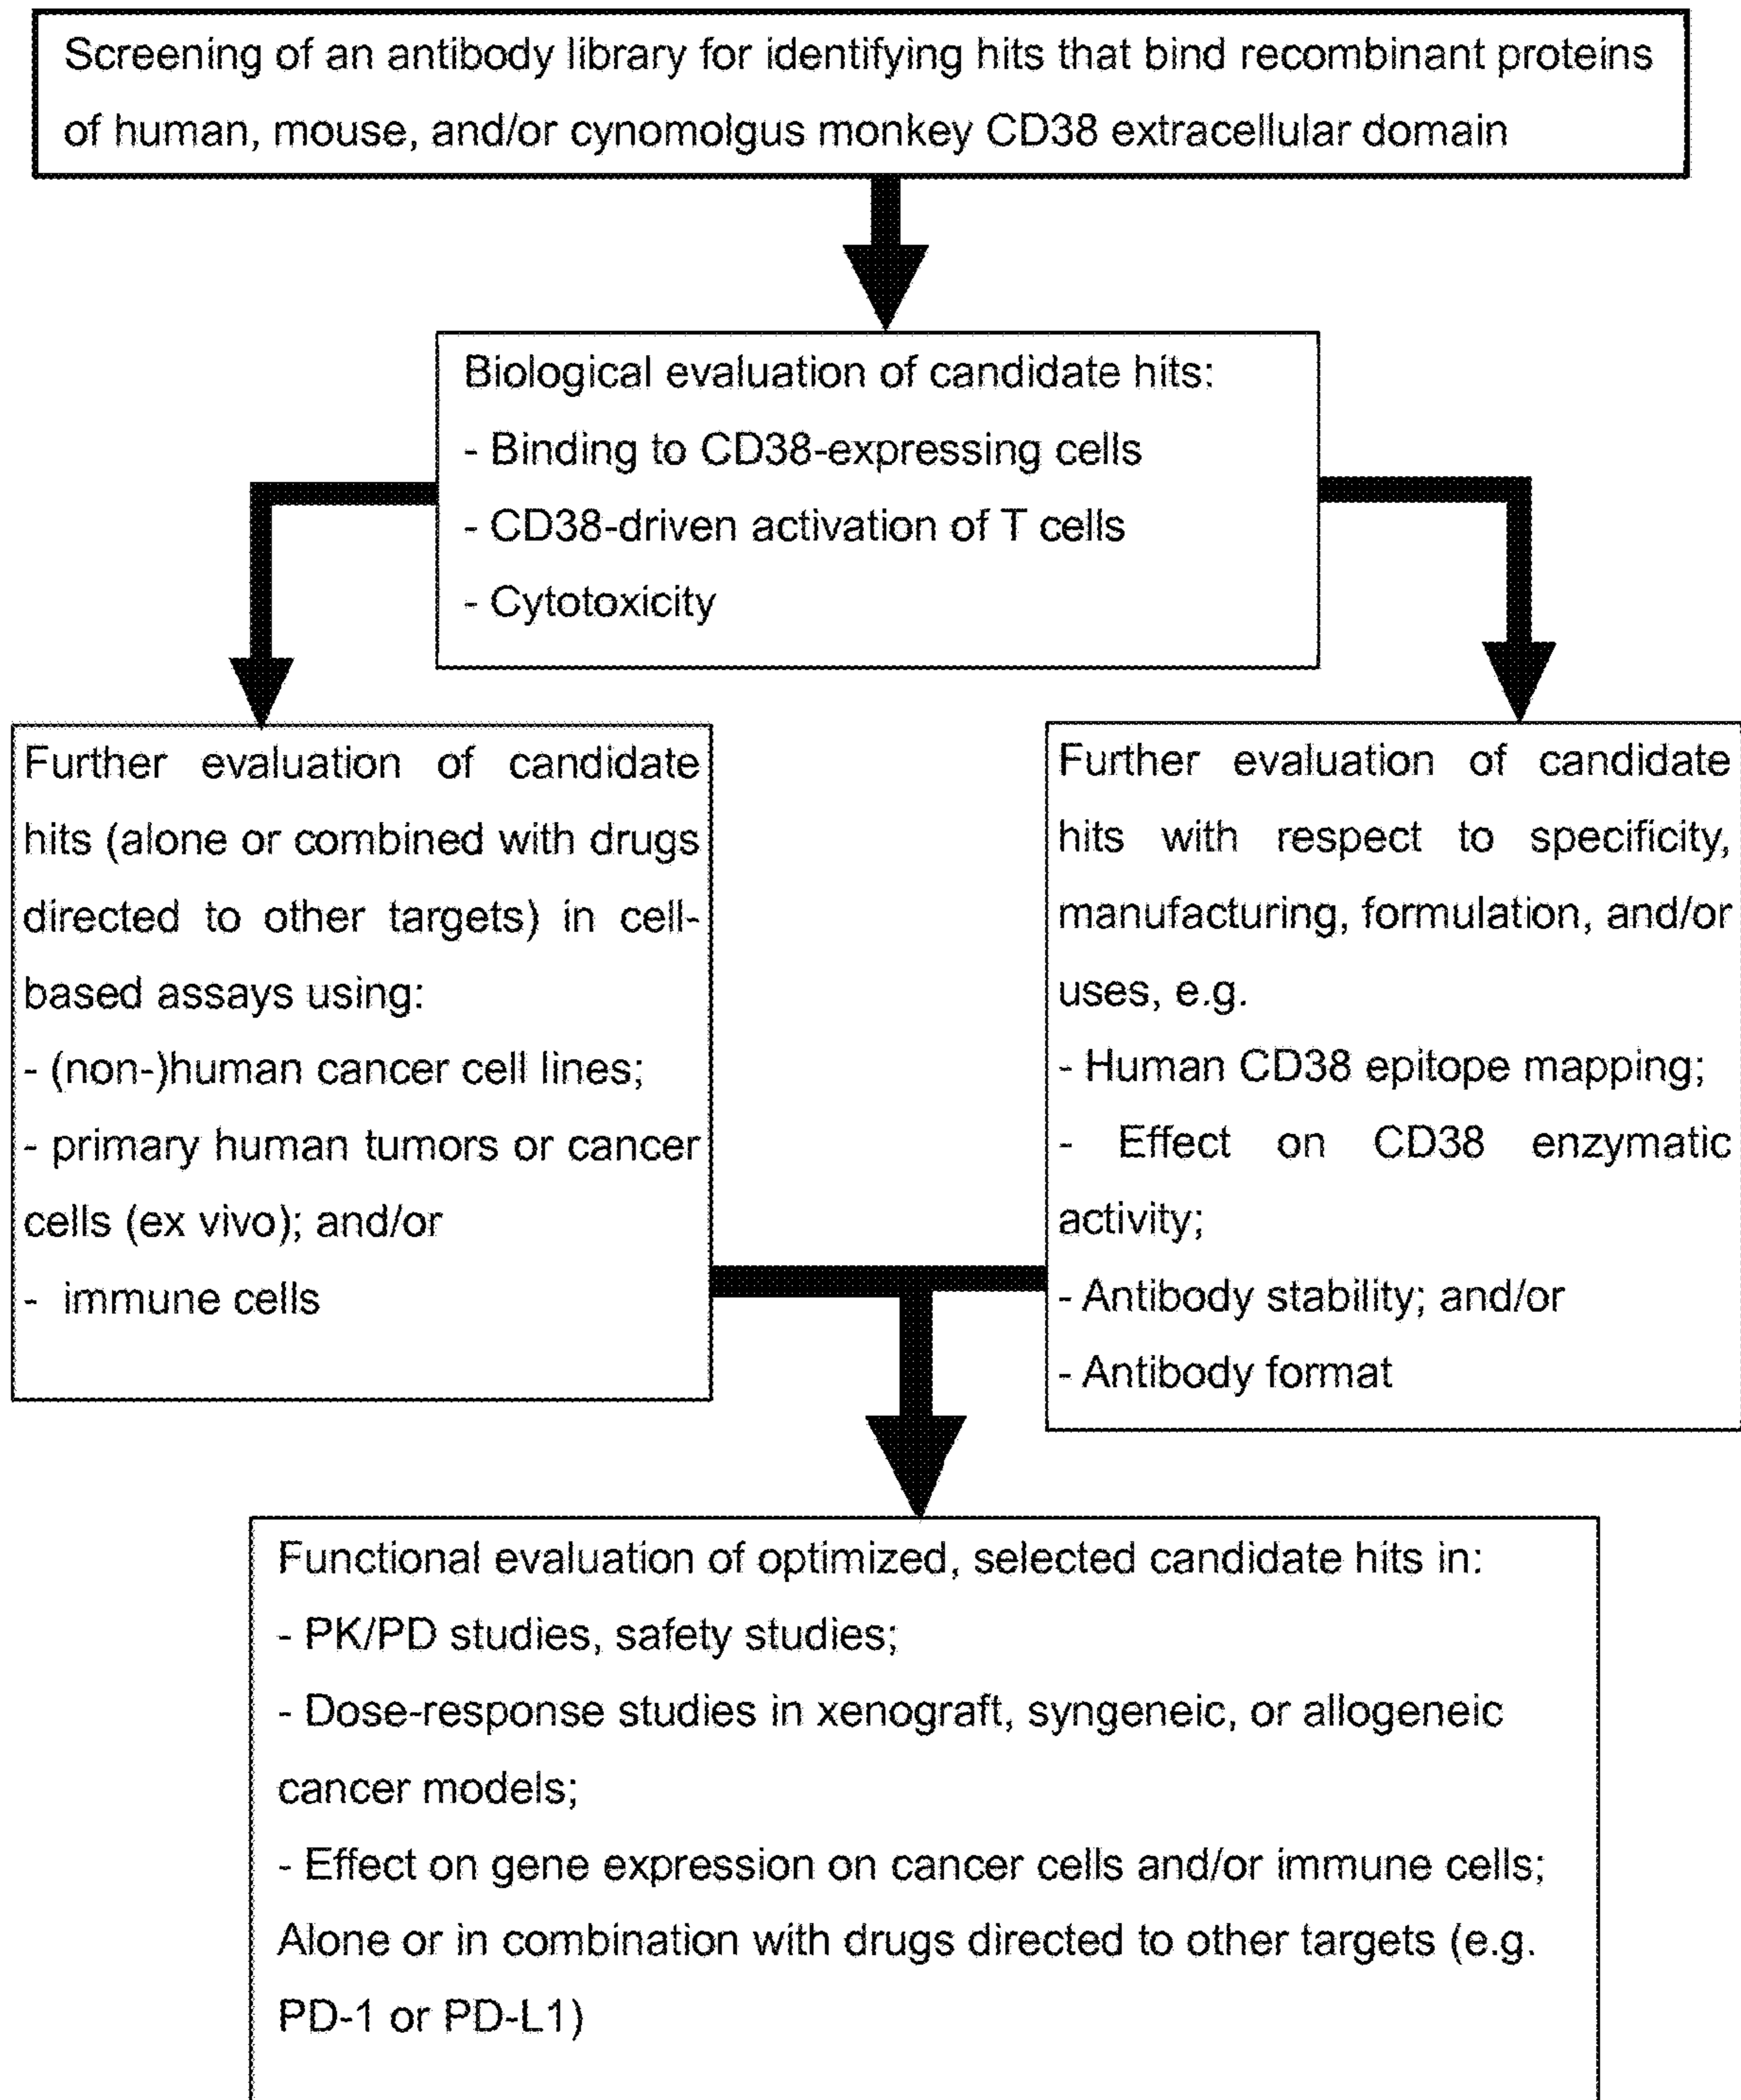 Screening of an antibody library for identifying hits that bind recombinant proteins
of human, mouse, and/or cynomolgus monkey CD38 extracellular domain
Biological evaluation of candidate hits:
- Binding to CD38-expressing cells
- CD38-driven activation of T cells
- Cytotoxicity
Further evaluation of candidate
hits (alone or combined with drugs
directed to other targets) in cell-
based assays using:
- (non-)human cancer cell lines;
- primary human tumors or cancer
cells (ex vivo); and/or
- immune cells
Further evaluation of candidate
hits with respect to specificity,
manufacturing, formulation, and/or
uses, e.g.
- Human CD38 epitope mapping;
- Effect on CD38 enzymatic
activity;
- Antibody stability; and/or
- Antibody format
Functional evaluation of optimized, selected candidate hits in:
- PK/PD studies, safety studies;
- Dose-response studies in xenograft, syngeneic, or allogeneic
cancer models;
- Effect on gene expression on cancer cells and/or immune cells;
Alone or in combination with drugs directed to other targets (e.g.
PD-1 or PD-L1)